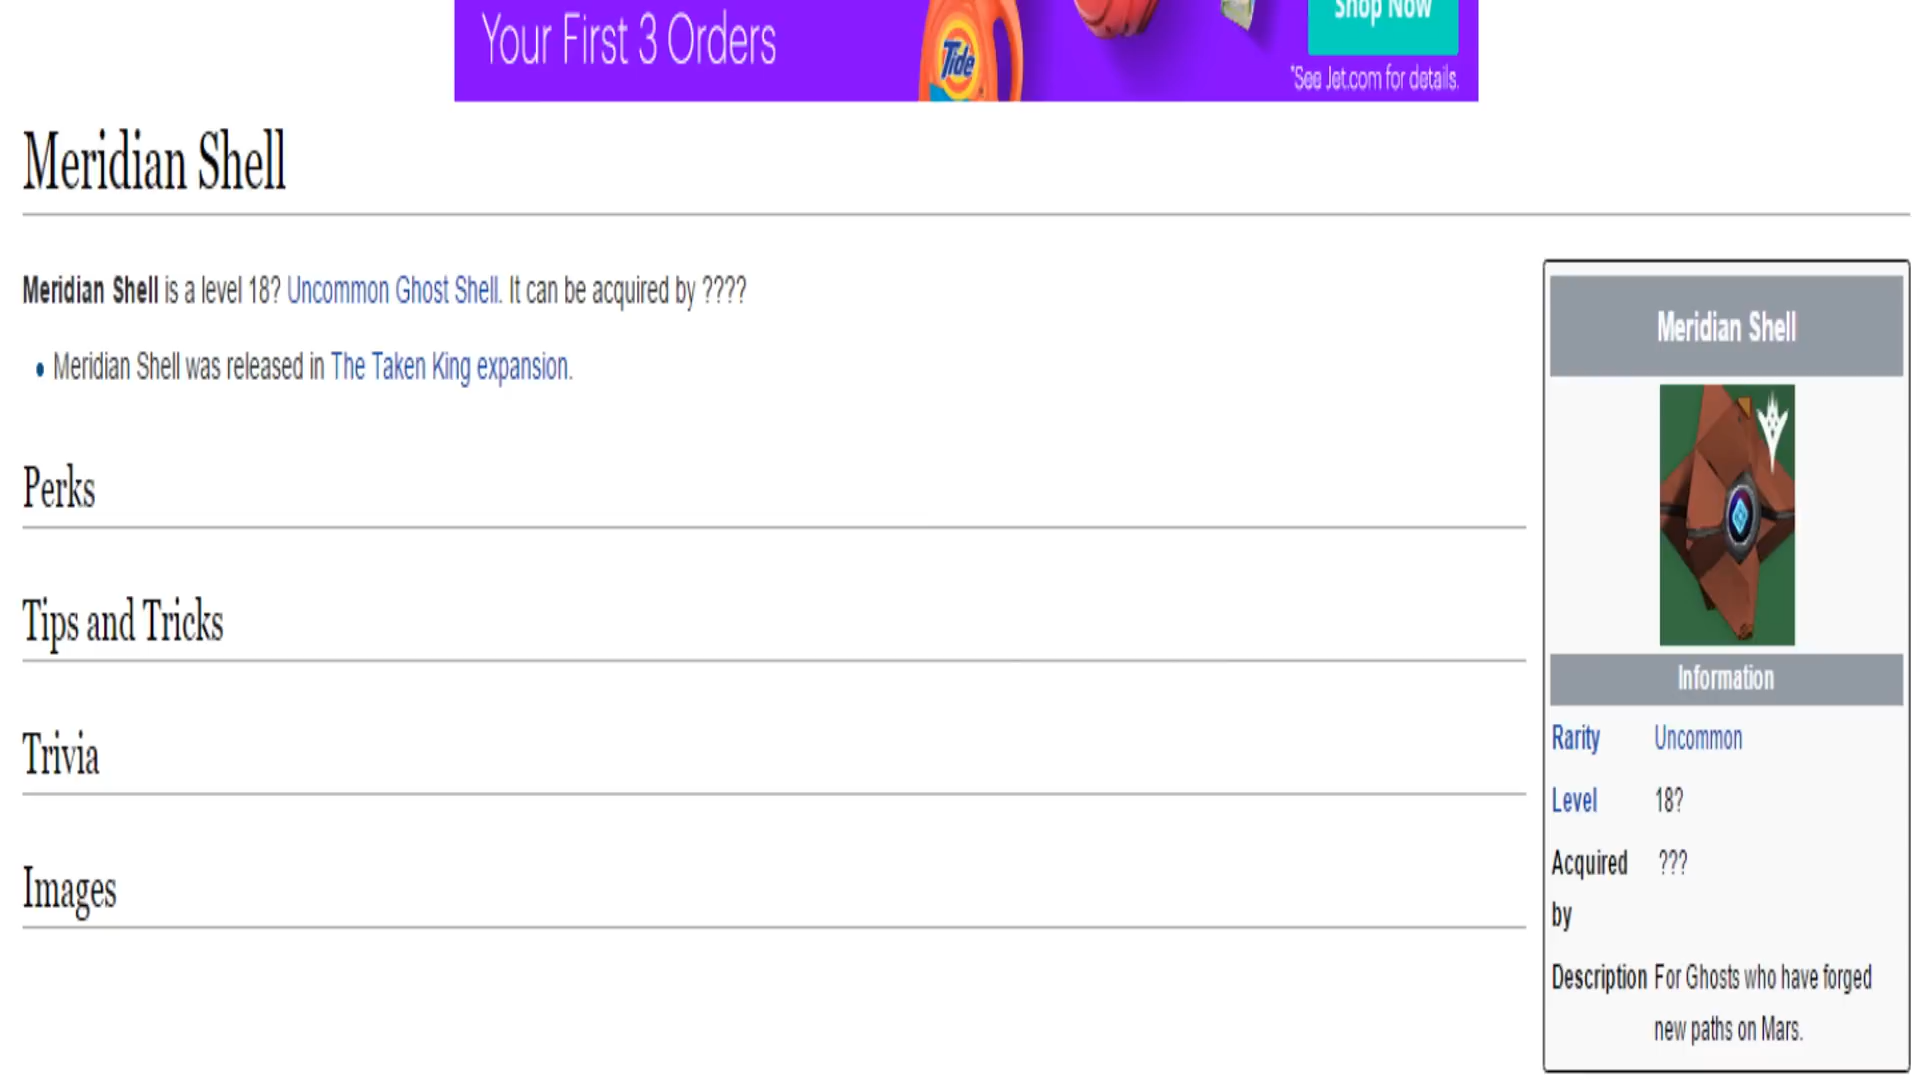 Shop Now
Your First 3 Orders
Tide
*See Jet.com for details.
Meridian Shell
Meridian Shell is a level 18? Uncommon Ghost Shell. It can be acquired by ????
• Meridian Shell was released in The Taken King expansion.
Perks
Tips and Tricks
Trivia
Images
Meridian Shell
Information
Rarity Uncommon
Level 18?
Acquired ???
by
Description For Ghosts who have forged
new paths on Mars.